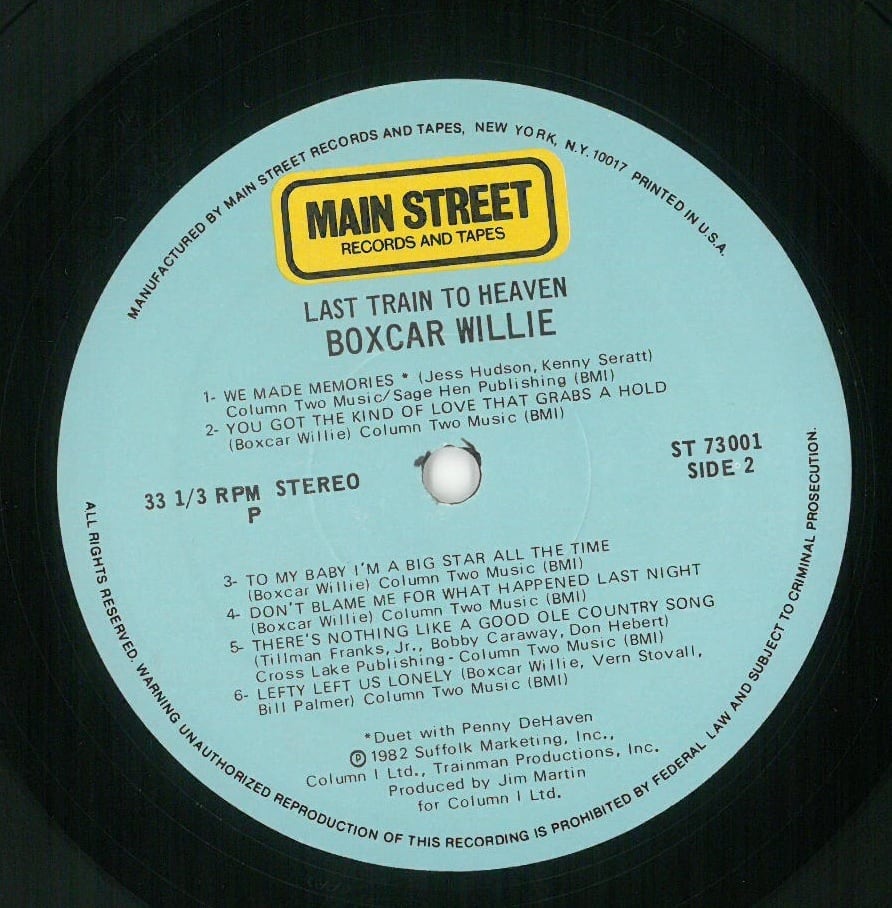 MANUFACTURED BY MAIN STREET RECORDS AND TAPES, NEW YORK, N.Y. 10017 PRINTED IN U.S.A.
MAIN STREET
RECORDS AND TAPES
LAST TRAIN TO HEAVEN
BOXCAR WILLIE
1- WE MADE MEMORIES * (Jess Hudson, Kenny Seratt)
Column Two Music/Sage Hen Publishing (BMI)
2- YOU GOT THE KIND OF LOVE THAT GRABS A HOLD
(Boxcar Willie) Column Two Music (BMI)
33 1/3 RPM STEREO
P
ST 73001
SIDE 2
3- TO MY BABY I'M A BIG STAR ALL THE TIME
(Boxcar Willie) Column Two Music (BMI)
4- DON'T BLAME ME FOR WHAT HAPPENED LAST NIGHT
(Boxcar Willie) Column Two Music (BMI)
5- THERE'S NOTHING LIKE A GOOD OLE COUNTRY SONG
(Tillman Franks, Jr., Bobby Caraway, Don Hebert)
Cross Lake Publishing - Column Two Music (BMI)
6- LEFTY LEFT US LONELY (Boxcar Willie, Vern Stovall,
Bill Palmer) Column Two Music (BMI)
*Duet with Penny DeHaven
℗ 1982 Suffolk Marketing, Inc.,
Column I Ltd., Trainman Productions, Inc.
Produced by Jim Martin
for Column I Ltd.
ALL RIGHTS RESERVED. WARNING UNAUTHORIZED REPRODUCTION OF THIS RECORDING IS PROHIBITED BY FEDERAL LAW AND SUBJECT TO CRIMINAL PROSECUTION.